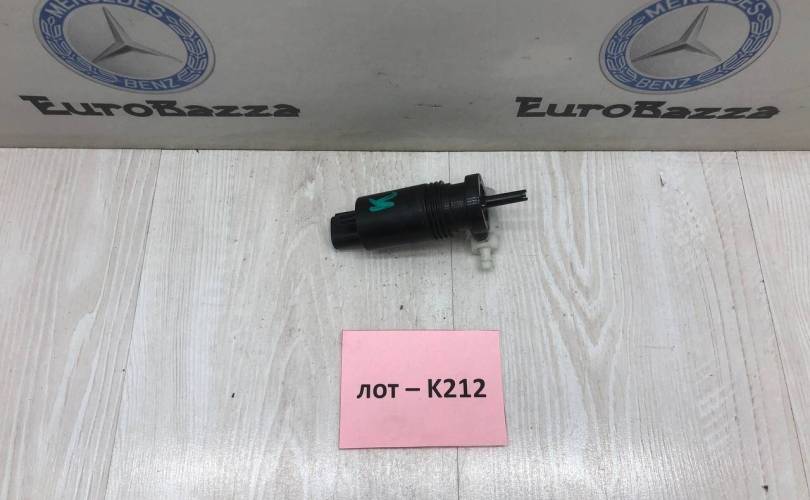 MERCEDES
BENZ
MERCEDES
BENZ
EuroBazza
EuroBazza
K
лот – K212